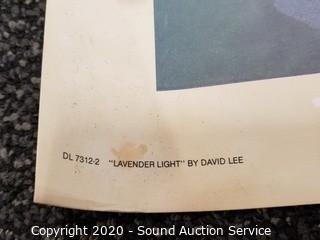 DL 7312-2 "LAVENDER LIGHT" BY DAVID LEE
Copyright 2020 - Sound Auction Service